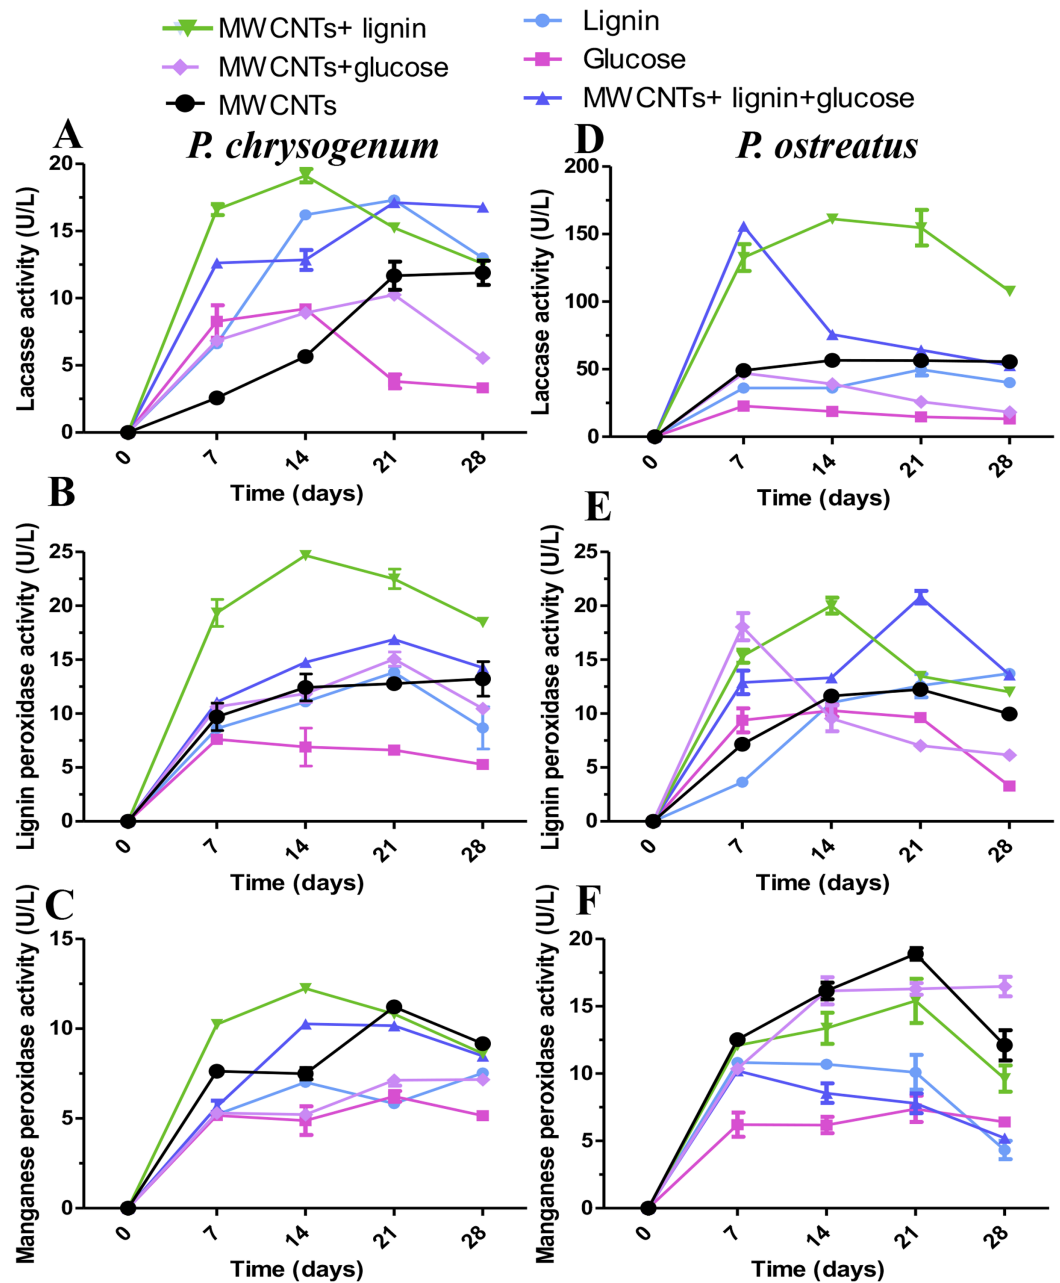 MWCNTs+ lignin
MWCNTs+glucose
MWCNTs
Lignin
Glucose
MWCNTs+ lignin+glucose
A
P. chrysogenum
Lacasse activity (U/L)
20
15
10
5
0
0
7
14
21
28
Time (days)
D
P. ostreatus
Laccase activity (U/L)
200
150
100
50
0
0
7
14
21
28
Time (days)
B
Lignin peroxidase activity (U/L)
25
20
15
10
5
0
0
7
14
21
28
Time (days)
E
Lignin peroxidase activity (U/L)
25
20
15
10
5
0
0
7
14
21
28
Time (days)
C
Manganese peroxidase activity (U/L)
15
10
5
0
0
7
14
21
28
Time (days)
F
Manganese peroxidase activity (U/L)
20
15
10
5
0
0
7
14
21
28
Time (days)